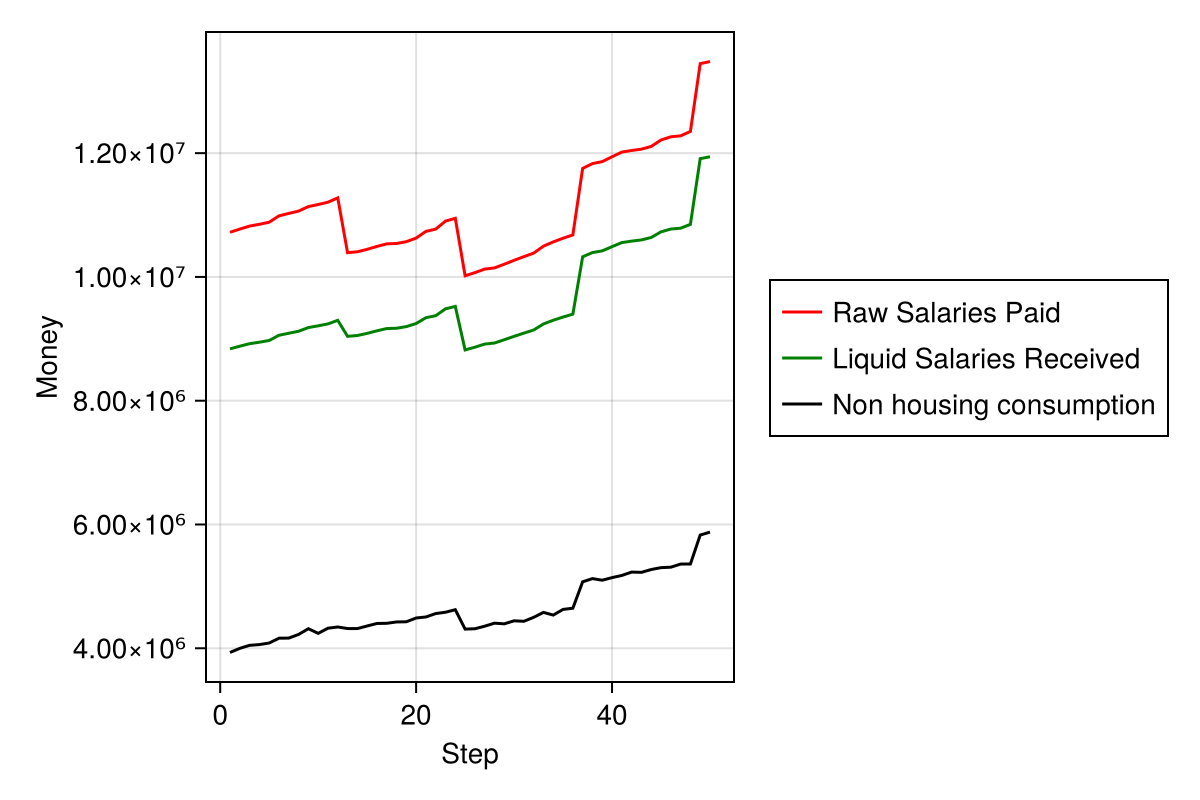 1.20×10⁷
1.00×10⁷
8.00×10⁶
6.00×10⁶
4.00×10⁶
Money
0 20 40
Step
Raw Salaries Paid
Liquid Salaries Received
Non housing consumption